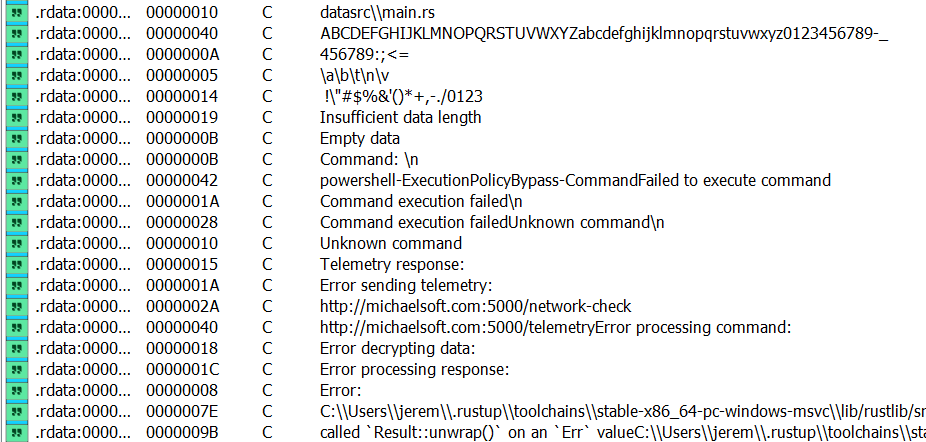 .rdata:0000... 00000010 C datasrc\\main.rs
.rdata:0000... 00000040 C ABCDEFGHIJKLMNOPQRSTUVWXYZabcdefghijklmnopqrstuvwxyz0123456789-_
.rdata:0000... 0000000A C 456789:;<=
.rdata:0000... 00000005 C \a\b\t\n\v
.rdata:0000... 00000014 C !\"#$%&'()*+,-./0123
.rdata:0000... 00000019 C Insufficient data length
.rdata:0000... 0000000B C Empty data
.rdata:0000... 0000000B C Command: \n
.rdata:0000... 00000042 C powershell-ExecutionPolicyBypass-CommandFailed to execute command
.rdata:0000... 0000001A C Command execution failed\n
.rdata:0000... 00000028 C Command execution failedUnknown command\n
.rdata:0000... 00000010 C Unknown command
.rdata:0000... 00000015 C Telemetry response:
.rdata:0000... 0000001A C Error sending telemetry:
.rdata:0000... 0000002A C http://michaelsoft.com:5000/network-check
.rdata:0000... 00000040 C http://michaelsoft.com:5000/telemetryError processing command:
.rdata:0000... 00000018 C Error decrypting data:
.rdata:0000... 0000001C C Error processing response:
.rdata:0000... 00000008 C Error:
.rdata:0000... 0000007E C C:\\Users\\jerem\\.rustup\\toolchains\\stable-x86_64-pc-windows-msvc\\lib/rustlib/sr
.rdata:0000... 0000009B C called `Result::unwrap()` on an `Err` valueC:\\Users\\jerem\\.rustup\\toolchains\\sta